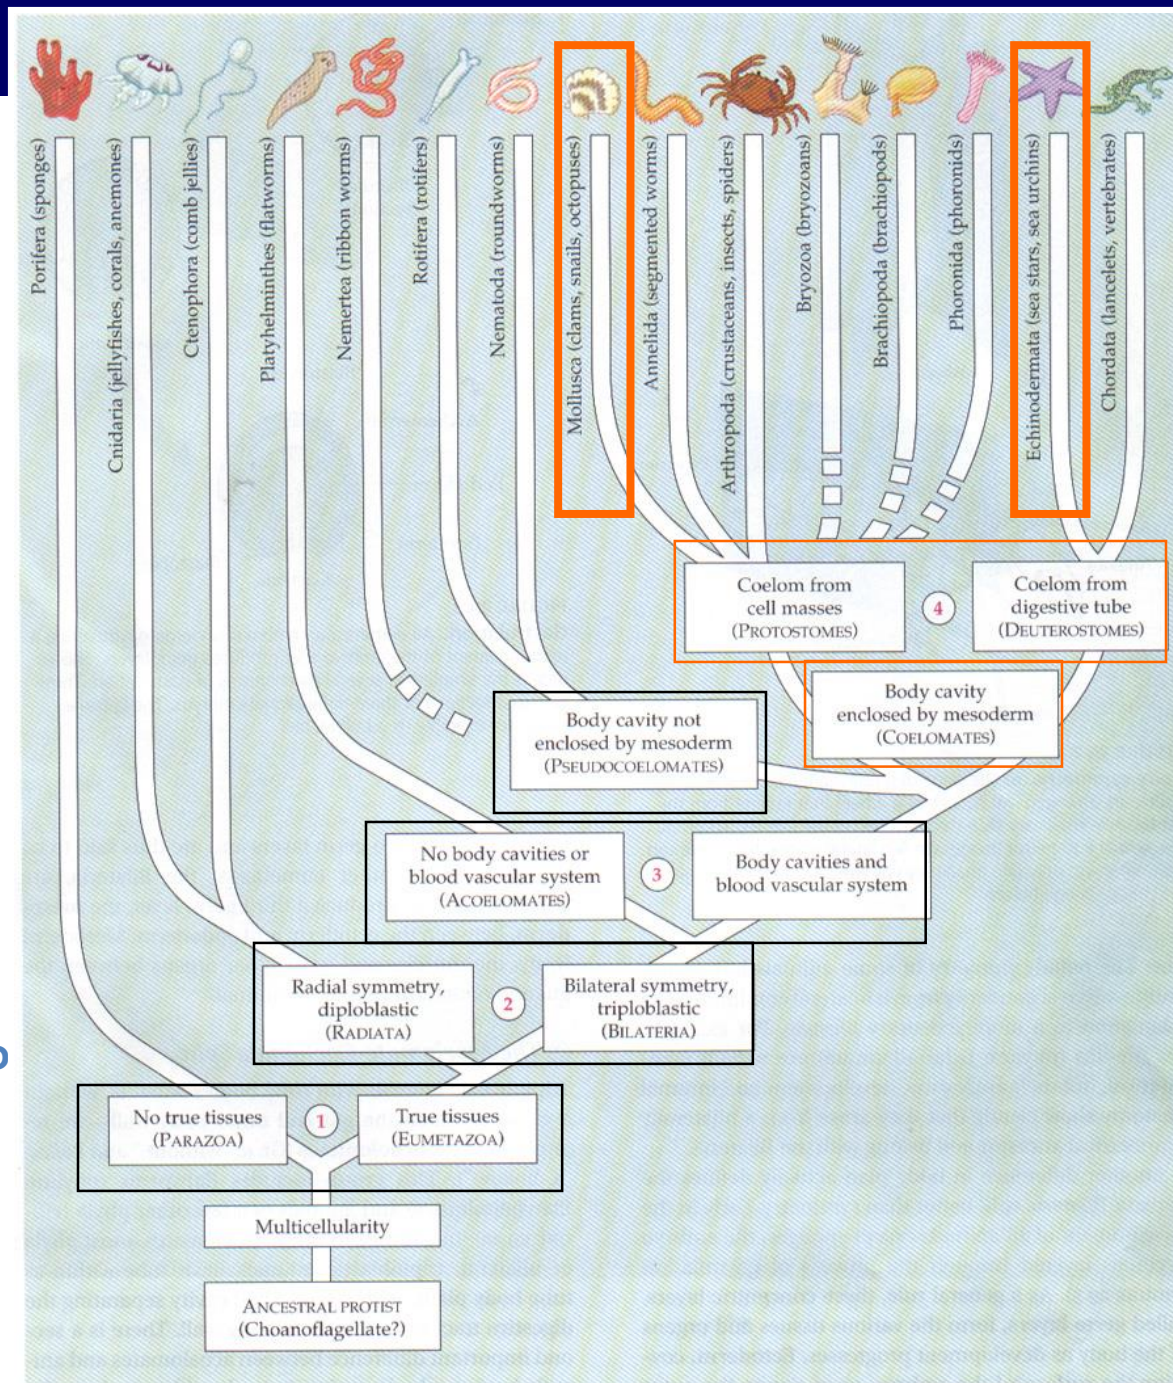 Porifera (sponges)
Cnidaria (jellyfishes, corals, anemones)
Ctenophora (comb jellies)
Platyhelminthes (flatworms)
Nemertea (ribbon worms)
Rotifera (rotifers)
Nematoda (roundworms)
Mollusca (clams, snails, octopuses)
Annelida (segmented worms)
Arthropoda (crustaceans, insects, spiders)
Bryozoa (bryozoans)
Brachiopoda (brachiopods)
Phoronida (phoronids)
Echinodermata (sea stars, sea urchins)
Chordata (lancelets, vertebrates)
Coelom from
cell masses
(PROTOSTOMES)
4
Coelom from
digestive tube
(DEUTEROSTOMES)
Body cavity
enclosed by mesoderm
(COELOMATES)
Body cavity not
enclosed by mesoderm
(PSEUDOCOELOMATES)
No body cavities or
blood vascular system
(ACOELOMATES)
3
Body cavities and
blood vascular system
Radial symmetry,
diploblastic
(RADIATA)
2
Bilateral symmetry,
triploblastic
(BILATERIA)
No true tissues
(PARAZOA)
1
True tissues
(EUMETAZOA)
Multicellularity
ANCESTRAL PROTIST
(Choanoflagellate?)